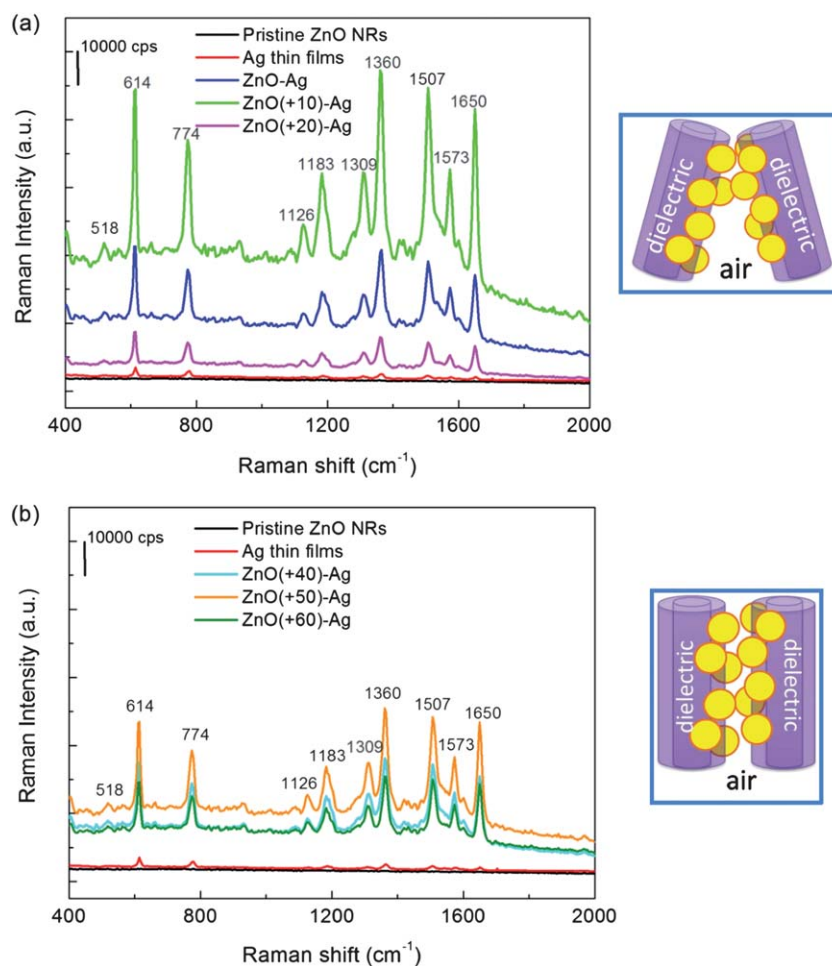 (a)
10000 cps
Pristine ZnO NRs
Ag thin films
ZnO-Ag
ZnO(+10)-Ag
ZnO(+20)-Ag
518
614
774
1126
1183
1309
1360
1507
1573
1650
Raman Intensity (a.u.)
400
800
1200
1600
2000
Raman shift (cm⁻¹)
dielectric
dielectric
air
(b)
10000 cps
Pristine ZnO NRs
Ag thin films
ZnO(+40)-Ag
ZnO(+50)-Ag
ZnO(+60)-Ag
518
614
774
1126
1183
1309
1360
1507
1573
1650
Raman Intensity (a.u.)
400
800
1200
1600
2000
Raman shift (cm⁻¹)
dielectric
dielectric
air